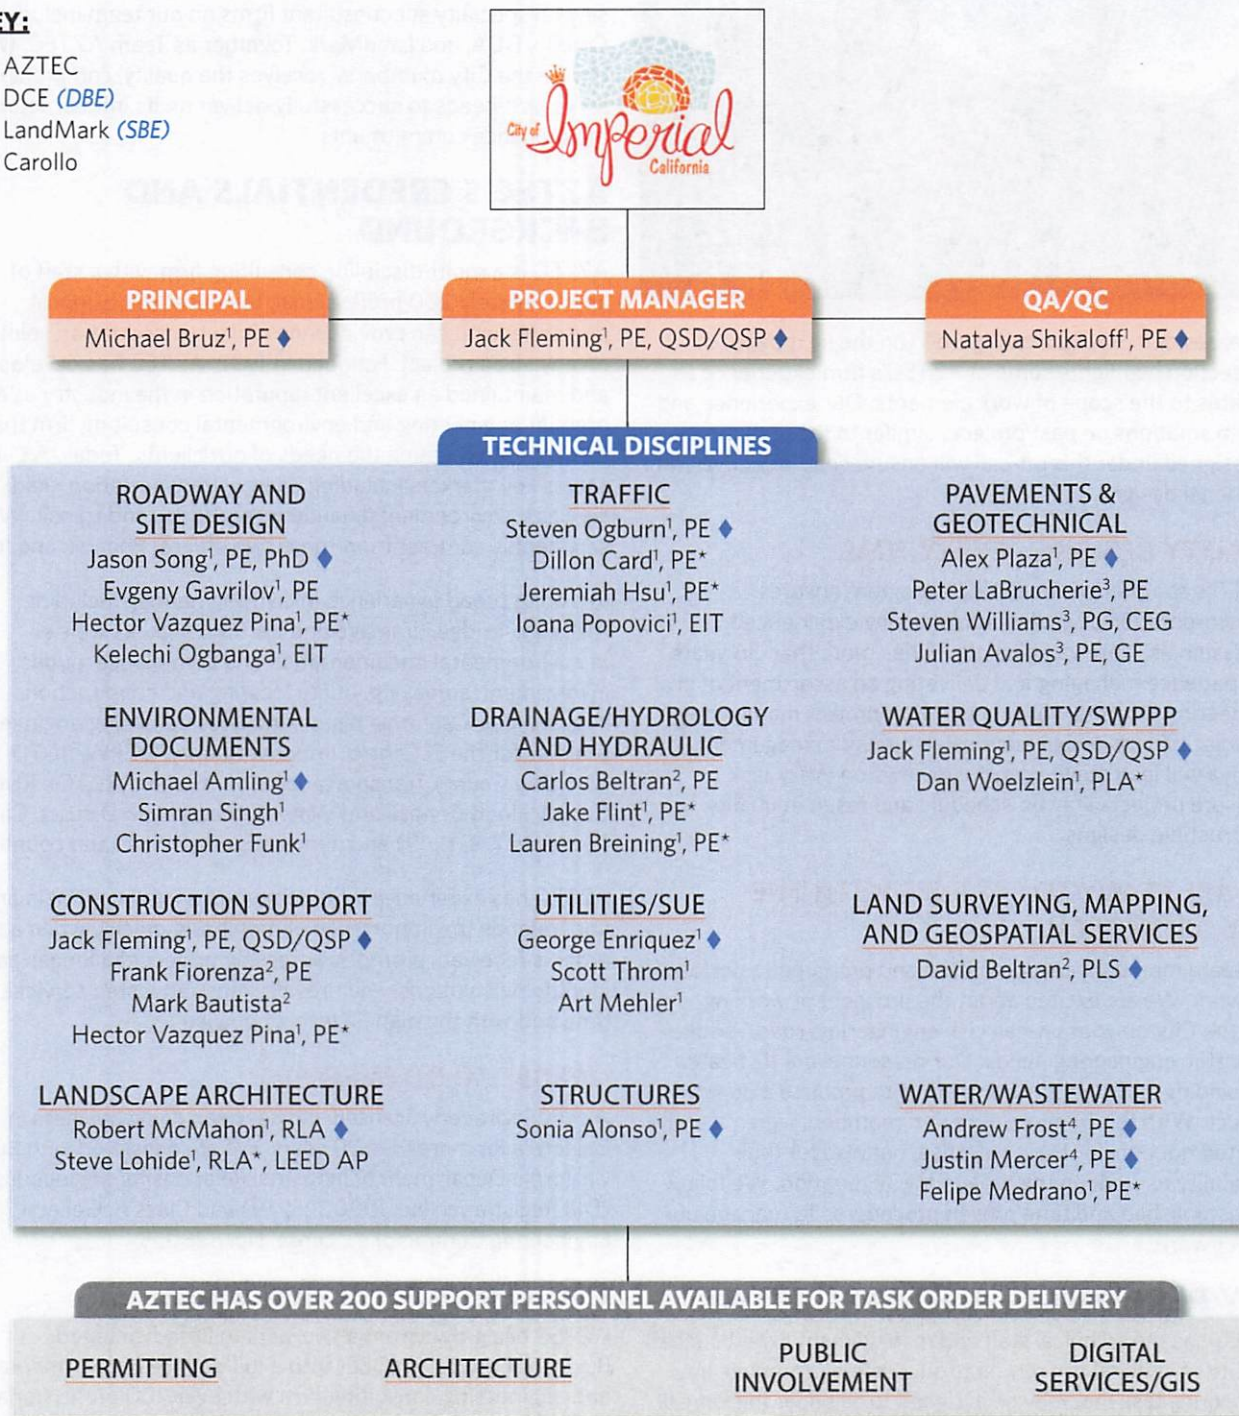 EY:
AZTEC
DCE (DBE)
LandMark (SBE)
Carollo
City of Imperial
California
PRINCIPAL
Michael Bruz¹, PE ♦
PROJECT MANAGER
Jack Fleming¹, PE, QSD/QSP ♦
QA/QC
Natalya Shikaloff¹, PE ♦
TECHNICAL DISCIPLINES
ROADWAY AND
SITE DESIGN
Jason Song¹, PE, PhD ♦
Evgeny Gavrilov¹, PE
Hector Vazquez Pina¹, PE*
Kelechi Ogbanga¹, EIT
TRAFFIC
Steven Ogburn¹, PE ♦
Dillon Card¹, PE*
Jeremiah Hsu¹, PE*
Ioana Popovici¹, EIT
PAVEMENTS &
GEOTECHNICAL
Alex Plaza¹, PE ♦
Peter LaBrucherie³, PE
Steven Williams³, PG, CEG
Julian Avalos³, PE, GE
ENVIRONMENTAL
DOCUMENTS
Michael Amling¹ ♦
Simran Singh¹
Christopher Funk¹
DRAINAGE/HYDROLOGY
AND HYDRAULIC
Carlos Beltran², PE
Jake Flint¹, PE*
Lauren Breining¹, PE*
WATER QUALITY/SWPPP
Jack Fleming¹, PE, QSD/QSP ♦
Dan Woelzlein¹, PLA*
CONSTRUCTION SUPPORT
Jack Fleming¹, PE, QSD/QSP ♦
Frank Fiorenza², PE
Mark Bautista²
Hector Vazquez Pina¹, PE*
UTILITIES/SUE
George Enriquez¹ ♦
Scott Throm¹
Art Mehler¹
LAND SURVEYING, MAPPING,
AND GEOSPATIAL SERVICES
David Beltran², PLS ♦
LANDSCAPE ARCHITECTURE
Robert McMahon¹, RLA ♦
Steve Lohide¹, RLA*, LEED AP
STRUCTURES
Sonia Alonso¹, PE ♦
WATER/WASTEWATER
Andrew Frost⁴, PE ♦
Justin Mercer⁴, PE ♦
Felipe Medrano¹, PE*
AZTEC HAS OVER 200 SUPPORT PERSONNEL AVAILABLE FOR TASK ORDER DELIVERY
PERMITTING
ARCHITECTURE
PUBLIC
INVOLVEMENT
DIGITAL
SERVICES/GIS